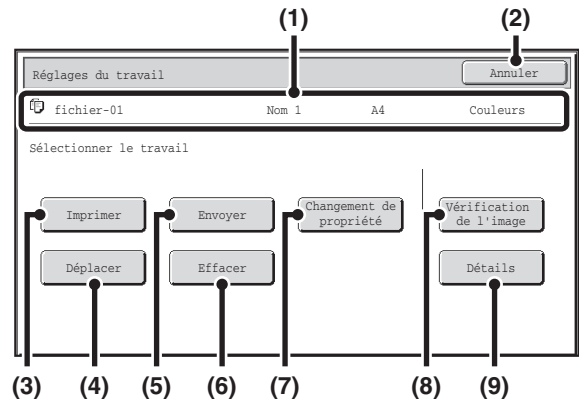 (1) (2)
Réglages du travail Annuler
fichier-01 Nom 1 A4 Couleurs
Sélectionner le travail
Imprimer Envoyer Changement de
propriété Vérification
de l'image
Déplacer Effacer Détails
(3) (4) (5) (6) (7) (8) (9)